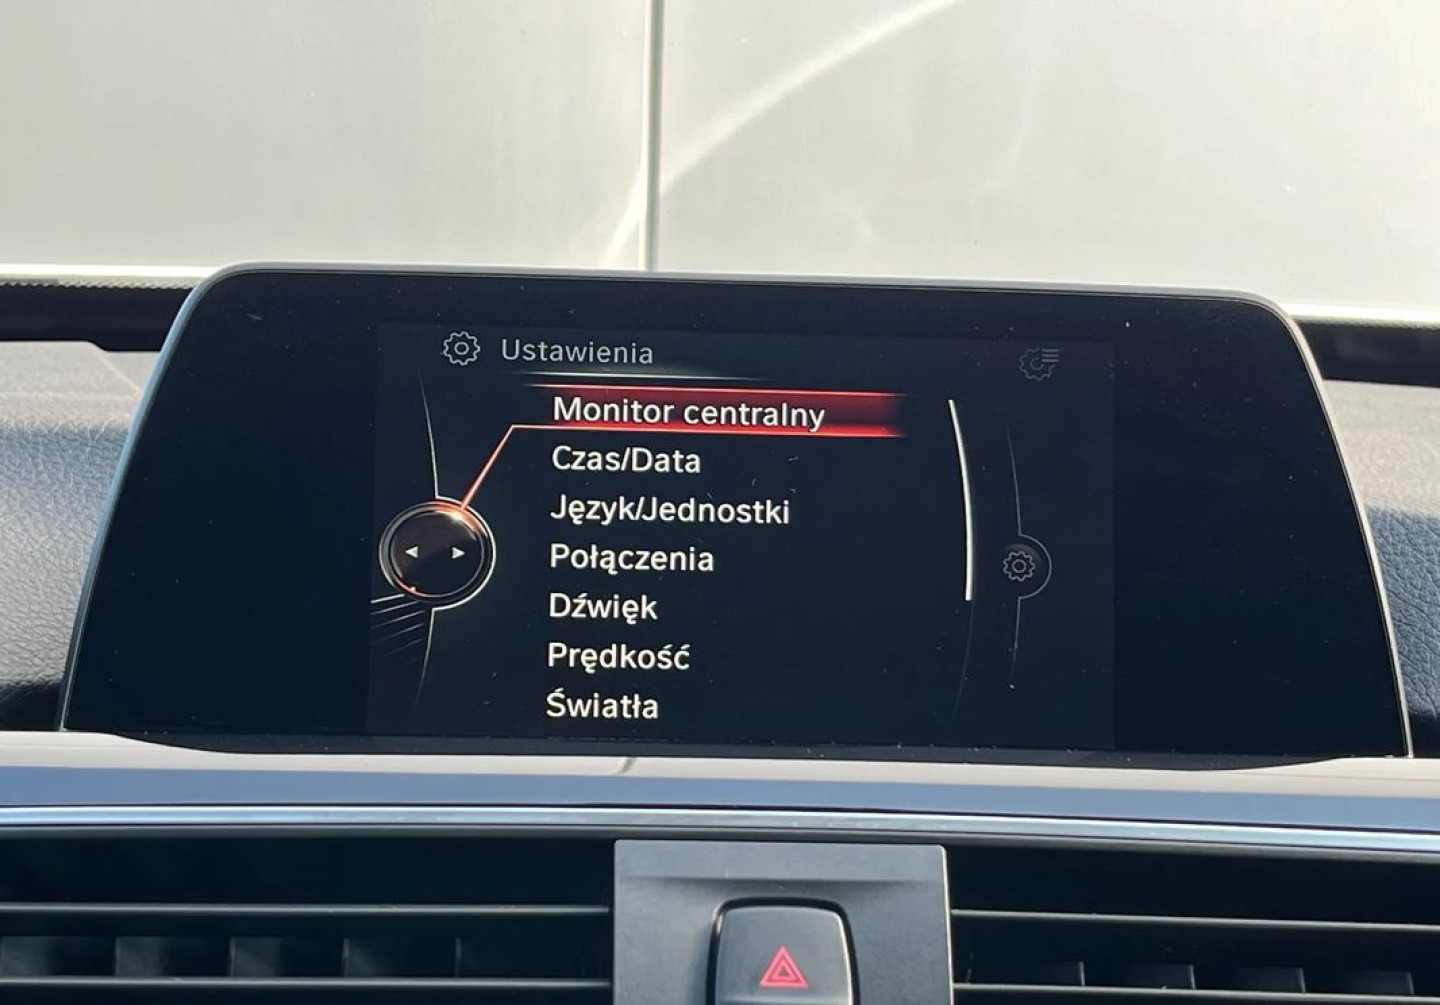 Ustawienia
Monitor centralny
Czas/Data
Język/Jednostki
Połączenia
Dźwięk
Prędkość
Światła